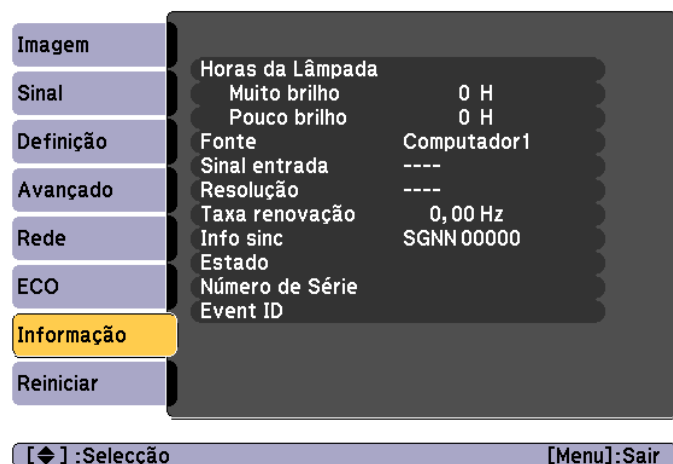 Imagem
Sinal
Definição
Avançado
Rede
ECO
Informação
Reiniciar
Horas da Lâmpada
Muito brilho 0 H
Pouco brilho 0 H
Fonte Computador1
Sinal entrada ----
Resolução ----
Taxa renovação 0,00 Hz
Info sinc SGNN00000
Estado
Número de Série
Event ID
[◆] :Selecção [Menu]:Sair